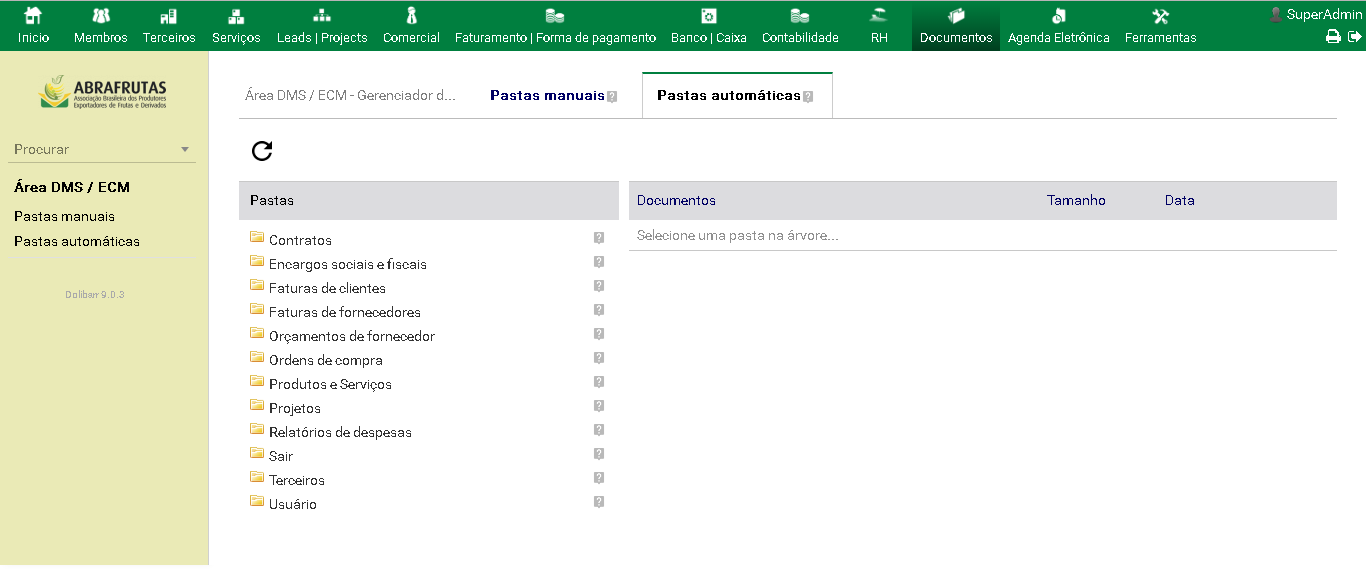 Inicio Membros Terceiros Serviços Leads | Projects Comercial Faturamento | Forma de pagamento Banco | Caixa Contabilidade RH Documentos Agenda Eletrônica Ferramentas SuperAdmin
ABRAFRUTAS
Associação Brasileira dos Produtores
Exportadores de Frutas e Derivados
Procurar
Área DMS / ECM
Pastas manuais
Pastas automáticas
Dolibarr 9.0.3
Área DMS / ECM - Gerenciador d... Pastas manuais Pastas automáticas
Pastas
Contratos
Encargos sociais e fiscais
Faturas de clientes
Faturas de fornecedores
Orçamentos de fornecedor
Ordens de compra
Produtos e Serviços
Projetos
Relatórios de despesas
Sair
Terceiros
Usuário
Documentos Tamanho Data
Selecione uma pasta na árvore...